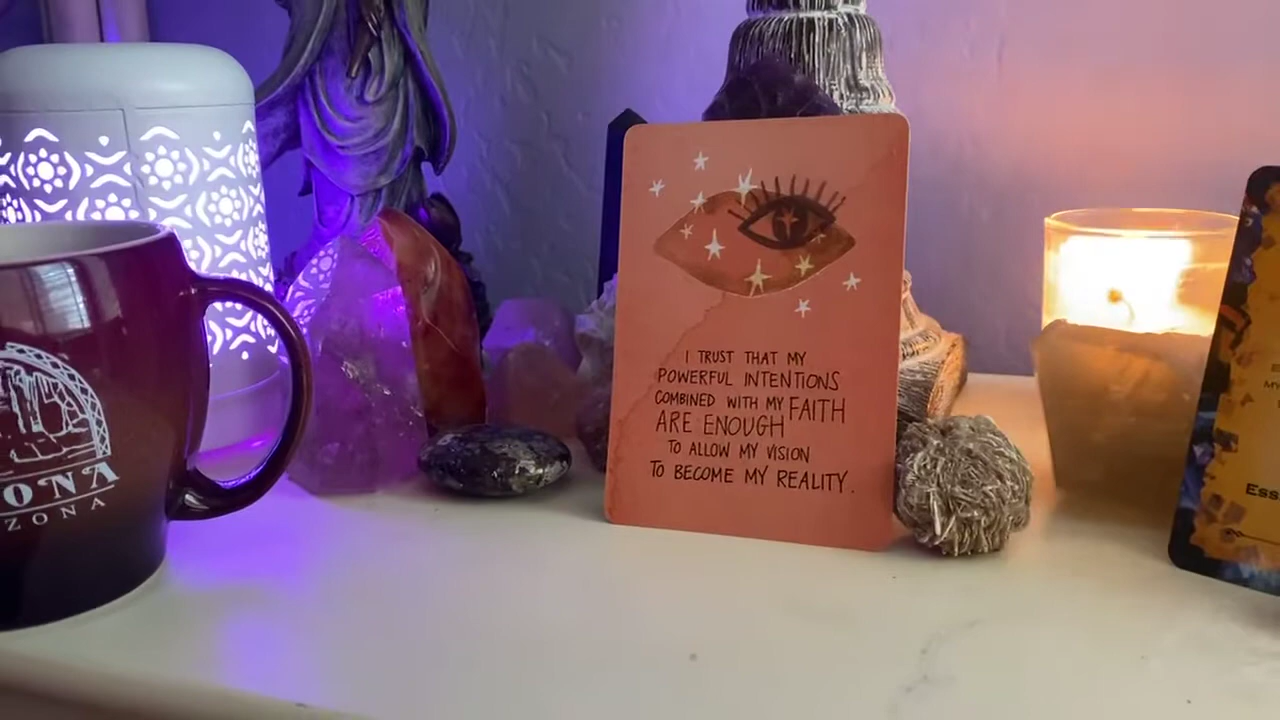 I TRUST THAT MY
POWERFUL INTENTIONS
COMBINED WITH MY FAITH
ARE ENOUGH
TO ALLOW MY VISION
TO BECOME MY REALITY.
ONA
ZONA
Ess